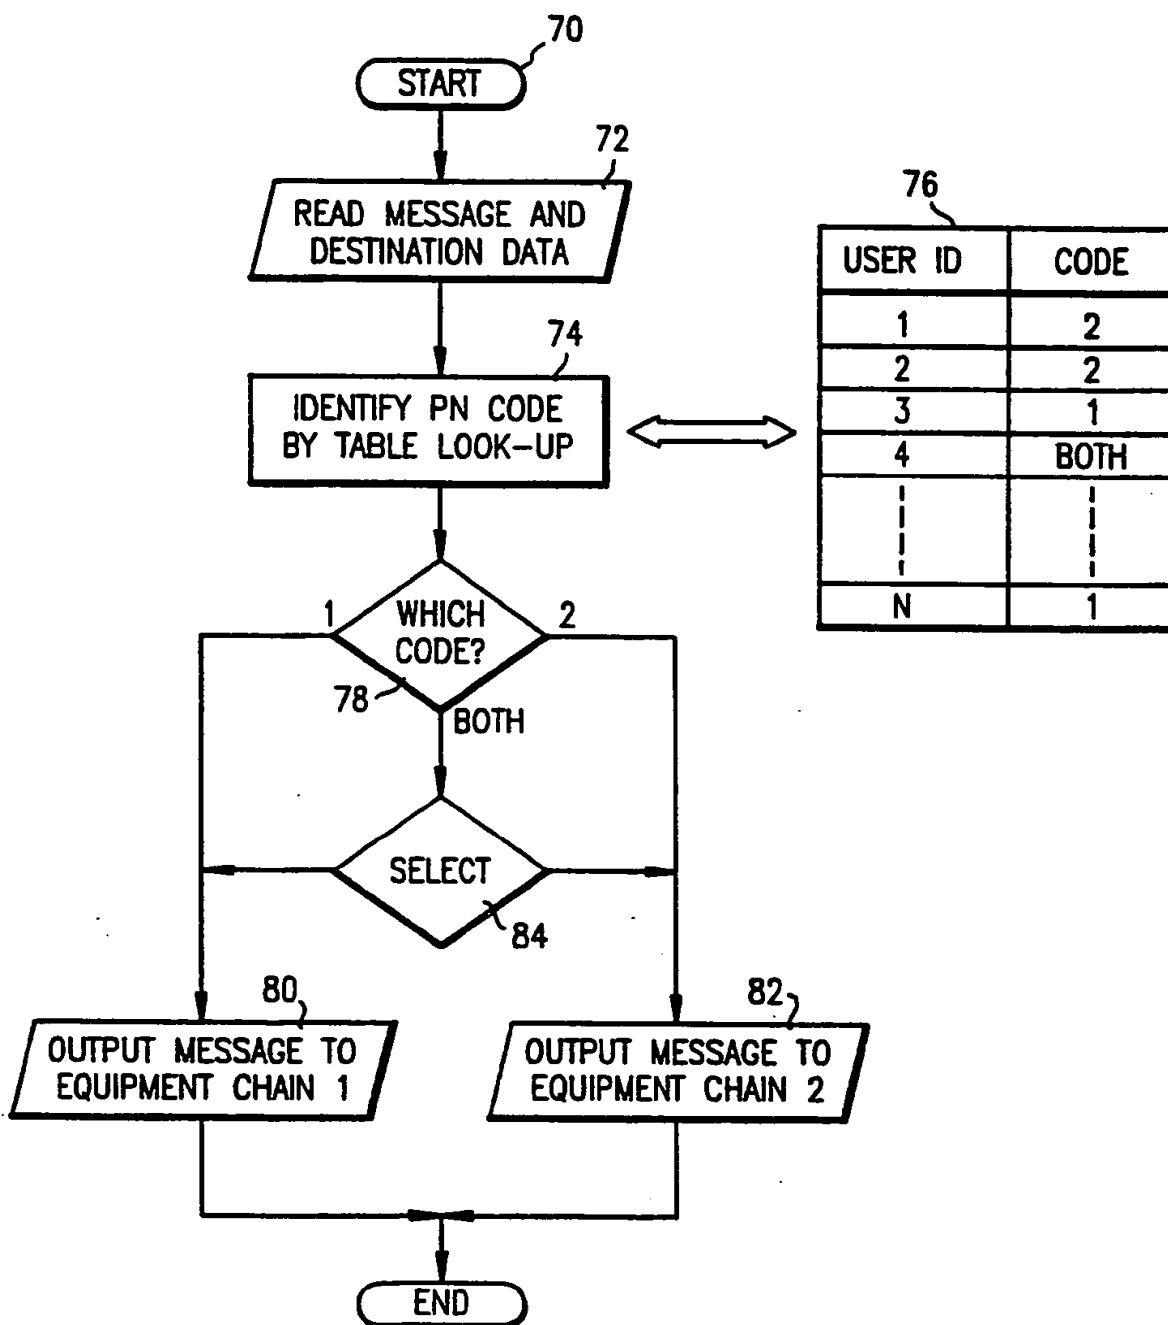 70
START
72
READ MESSAGE AND
DESTINATION DATA
76
USER ID CODE
1 2
2 2
3 1
4 BOTH
N 1
74
IDENTIFY PN CODE
BY TABLE LOOK-UP
1 WHICH 2
CODE?
78
BOTH
SELECT
84
80
OUTPUT MESSAGE TO
EQUIPMENT CHAIN 1
82
OUTPUT MESSAGE TO
EQUIPMENT CHAIN 2
END